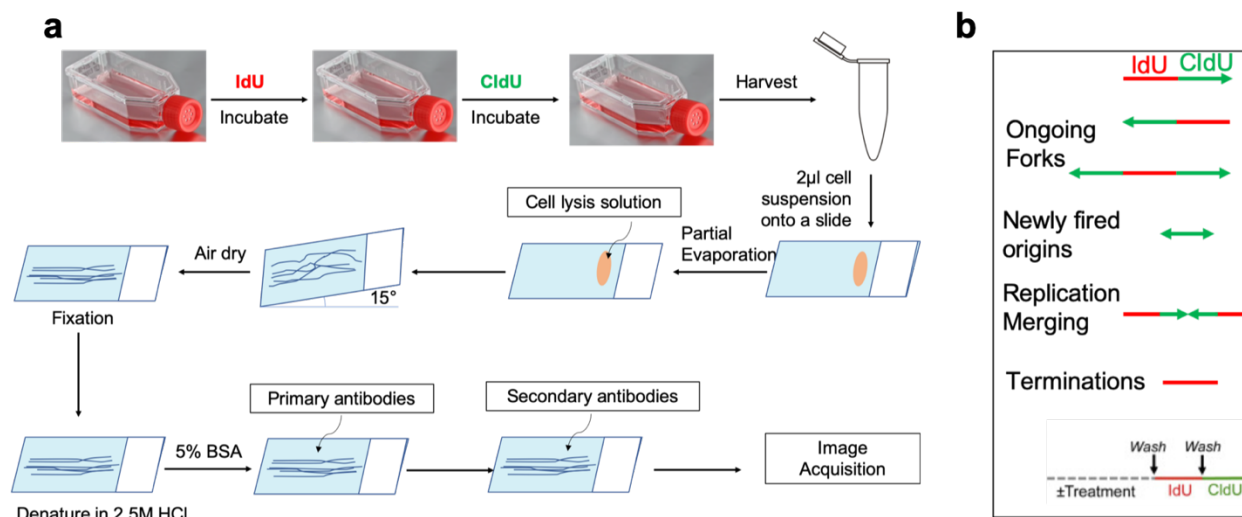 a
IdU
Incubate
CldU
Incubate
Harvest
2µl cell
suspension
onto a slide
Partial
Evaporation
Cell lysis solution
15°
Air dry
Fixation
Denature in 2.5M HCl
5% BSA
Primary antibodies
Secondary antibodies
Image
Acquisition
b
IdU CldU
Ongoing
Forks
Newly fired
origins
Replication
Merging
Terminations
Wash Wash
±Treatment IdU CldU